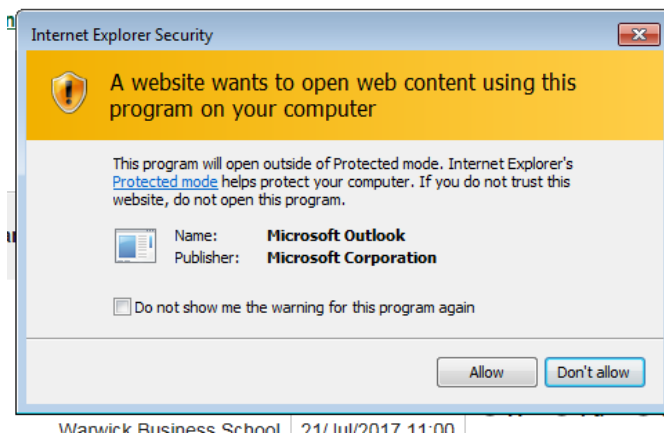 Internet Explorer Security
A website wants to open web content using this
program on your computer
This program will open outside of Protected mode. Internet Explorer's
Protected mode helps protect your computer. If you do not trust this
website, do not open this program.
Name: Microsoft Outlook
Publisher: Microsoft Corporation
Do not show me the warning for this program again
Allow Don't allow
Warwick Business School 21/Jul/2017 11:00